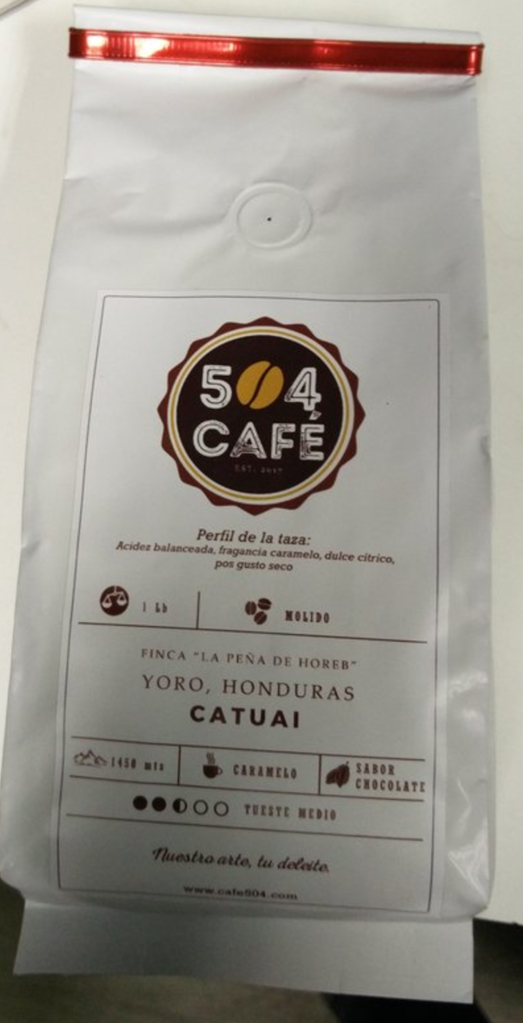 504
CAFÉ
EST. 2017
Perfil de la taza:
Acidez balanceada, fragancia caramelo, dulce cítrico,
pos gusto seco
1 Lb
MOLIDO
FINCA "LA PEÑA DE HOREB"
YORO, HONDURAS
CATUAI
1450 mts
CARAMELO
SABOR
CHOCOLATE
TUESTE MEDIO
Nuestro arte, tu deleite.
www.cafe504.com